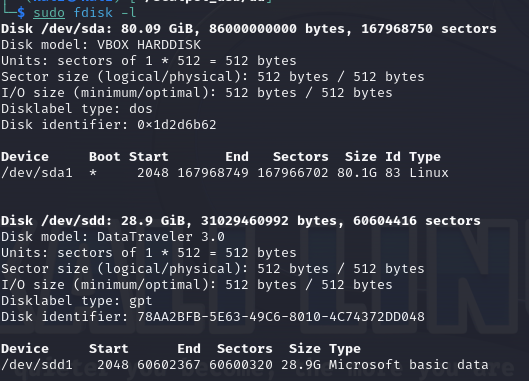 $ sudo fdisk -l
Disk /dev/sda: 80.09 GiB, 86000000000 bytes, 167968750 sectors
Disk model: VBOX HARDDISK
Units: sectors of 1 * 512 = 512 bytes
Sector size (logical/physical): 512 bytes / 512 bytes
I/O size (minimum/optimal): 512 bytes / 512 bytes
Disklabel type: dos
Disk identifier: 0×1d2d6b62
Device Boot Start End Sectors Size Id Type
/dev/sda1 * 2048 167968749 167966702 80.1G 83 Linux
Disk /dev/sdd: 28.9 GiB, 31029460992 bytes, 60604416 sectors
Disk model: DataTraveler 3.0
Units: sectors of 1 * 512 = 512 bytes
Sector size (logical/physical): 512 bytes / 512 bytes
I/O size (minimum/optimal): 512 bytes / 512 bytes
Disklabel type: gpt
Disk identifier: 78AA2BFB-5E63-49C6-8010-4C74372DD048
Device Start End Sectors Size Type
/dev/sdd1 2048 60602367 60600320 28.9G Microsoft basic data